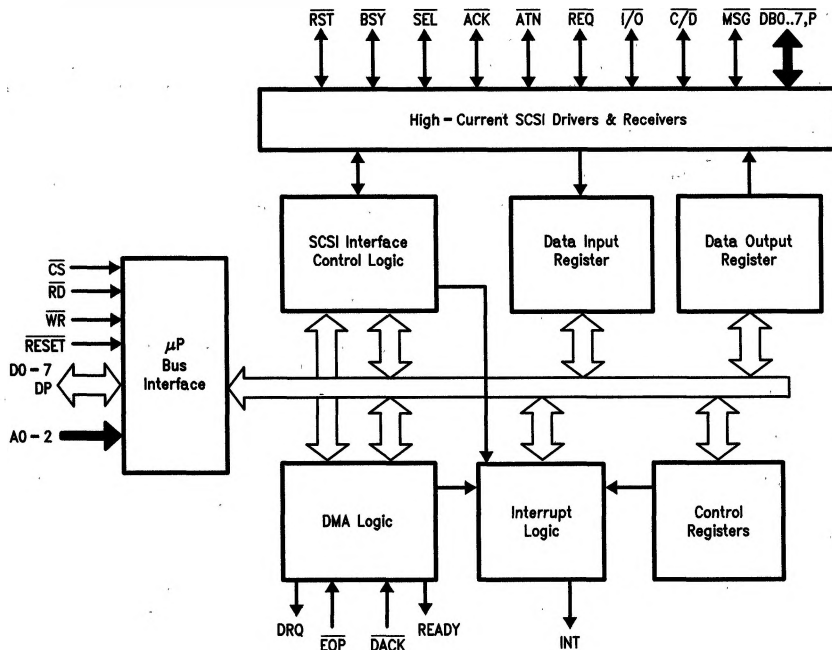 RST BSY SEL ACK ATN REQ I/O C/D MSG DB0..7,P
High-Current SCSI Drivers & Receivers
SCSI Interface
Control Logic
Data Input
Register
Data Output
Register
CS
RD
WR
RESET
D0-7
DP
A0-2
μP
Bus
Interface
DMA Logic
Interrupt
Logic
Control
Registers
DRQ
EOP
DACK
READY
INT